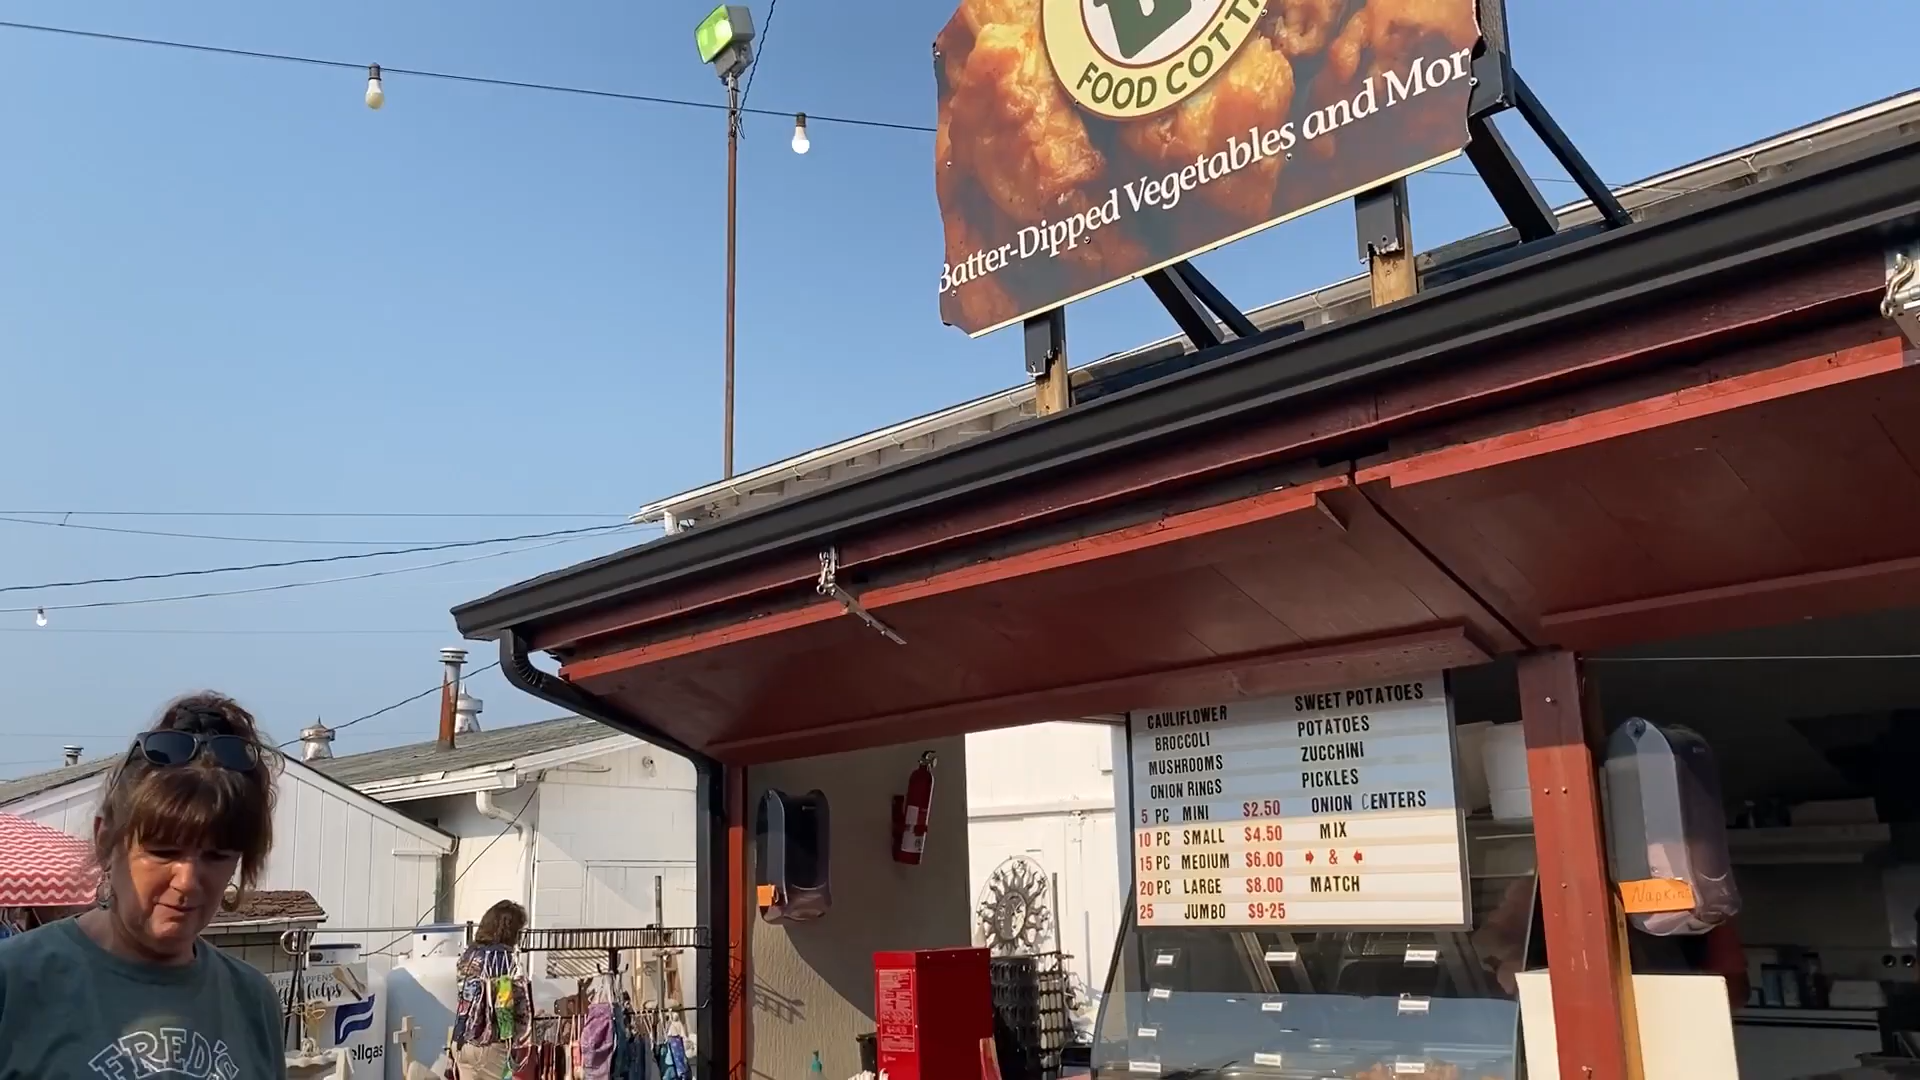 FOOD COTT
Batter-Dipped Vegetables and Mor
CAULIFLOWER
BROCCOLI
MUSHROOMS
ONION RINGS
SWEET POTATOES
POTATOES
ZUCCHINI
PICKLES
ONION CENTERS
5 PC MINI $2.50
10 PC SMALL $4.50
15 PC MEDIUM $6.00
20 PC LARGE $8.00
25 JUMBO $9.25
MIX
&
MATCH
Napkins
helps
ellgas
FRED'S